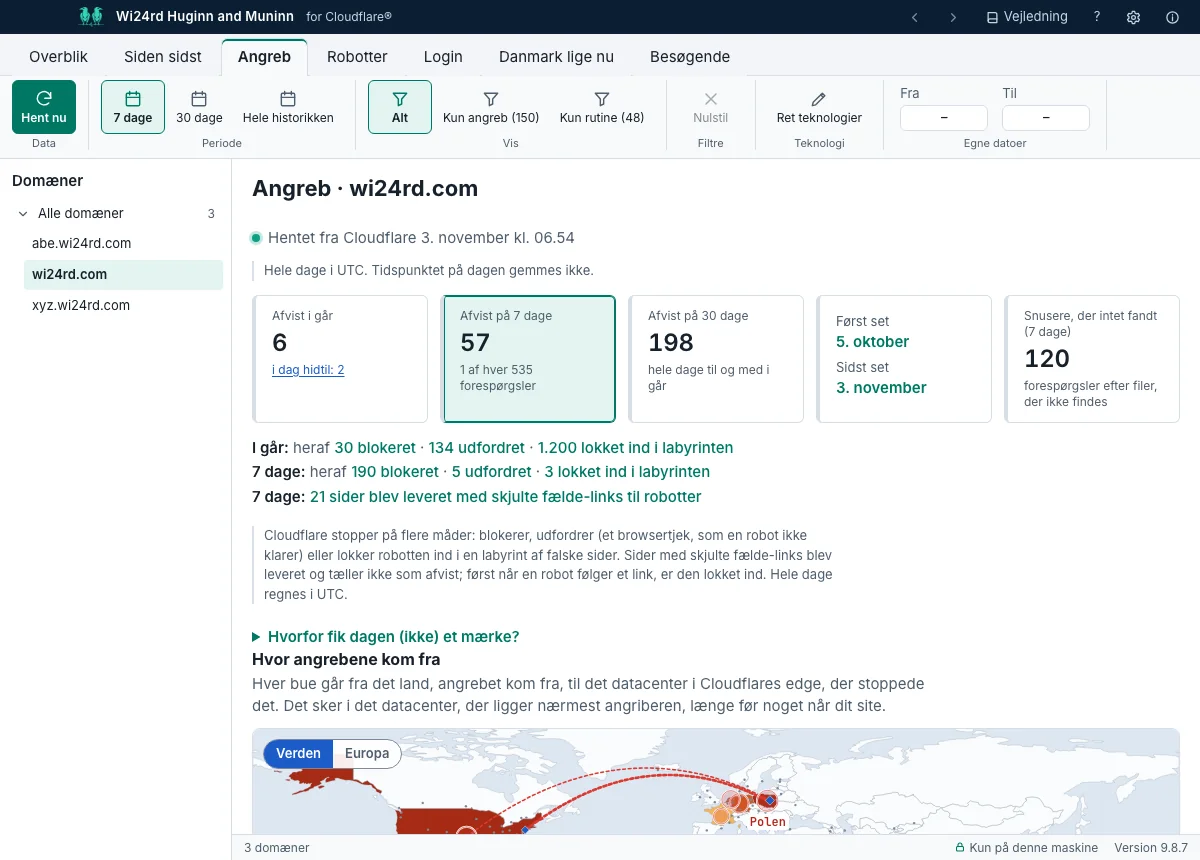 Wi24rd Huginn and Muninn for Cloudflare®
Vejledning ?
Overblik Siden sidst Angreb Robotter Login Danmark lige nu Besøgende
Hent nu 7 dage 30 dage Hele historikken Alt Kun angreb (150) Kun rutine (48) Nulstil Ret teknologier Fra Til
– –
Data Periode Vis Filtre Teknologi Egne datoer
Domæner
Alle domæner 3
abe.wi24rd.com
wi24rd.com
xyz.wi24rd.com
Angreb · wi24rd.com
Hentet fra Cloudflare 3. november kl. 06.54
Hele dage i UTC. Tidspunktet på dagen gemmes ikke.
Afvist i går
6
i dag hidtil: 2
Afvist på 7 dage
57
1 af hver 535
forespørgsler
Afvist på 30 dage
198
hele dage til og med i
går
Først set
5. oktober
Sidst set
3. november
Snusere, der intet fandt
(7 dage)
120
forespørgsler efter filer,
der ikke findes
I går: heraf 30 blokeret · 134 udfordret · 1.200 lokket ind i labyrinten
7 dage: heraf 190 blokeret · 5 udfordret · 3 lokket ind i labyrinten
7 dage: 21 sider blev leveret med skjulte fælde-links til robotter
Cloudflare stopper på flere måder: blokerer, udfordrer (et browsertjek, som en robot ikke
klarer) eller lokker robotten ind i en labyrint af falske sider. Sider med skjulte fælde-links blev
leveret og tæller ikke som afvist; først når en robot følger et link, er den lokket ind. Hele dage
regnes i UTC.
Hvorfor fik dagen (ikke) et mærke?
Hvor angrebene kom fra
Hver bue går fra det land, angrebet kom fra, til det datacenter i Cloudflares edge, der stoppede
det. Det sker i det datacenter, der ligger nærmest angriberen, længe før noget når dit site.
Verden Europa
Polen
3 domæner Kun på denne maskine Version 9.8.7